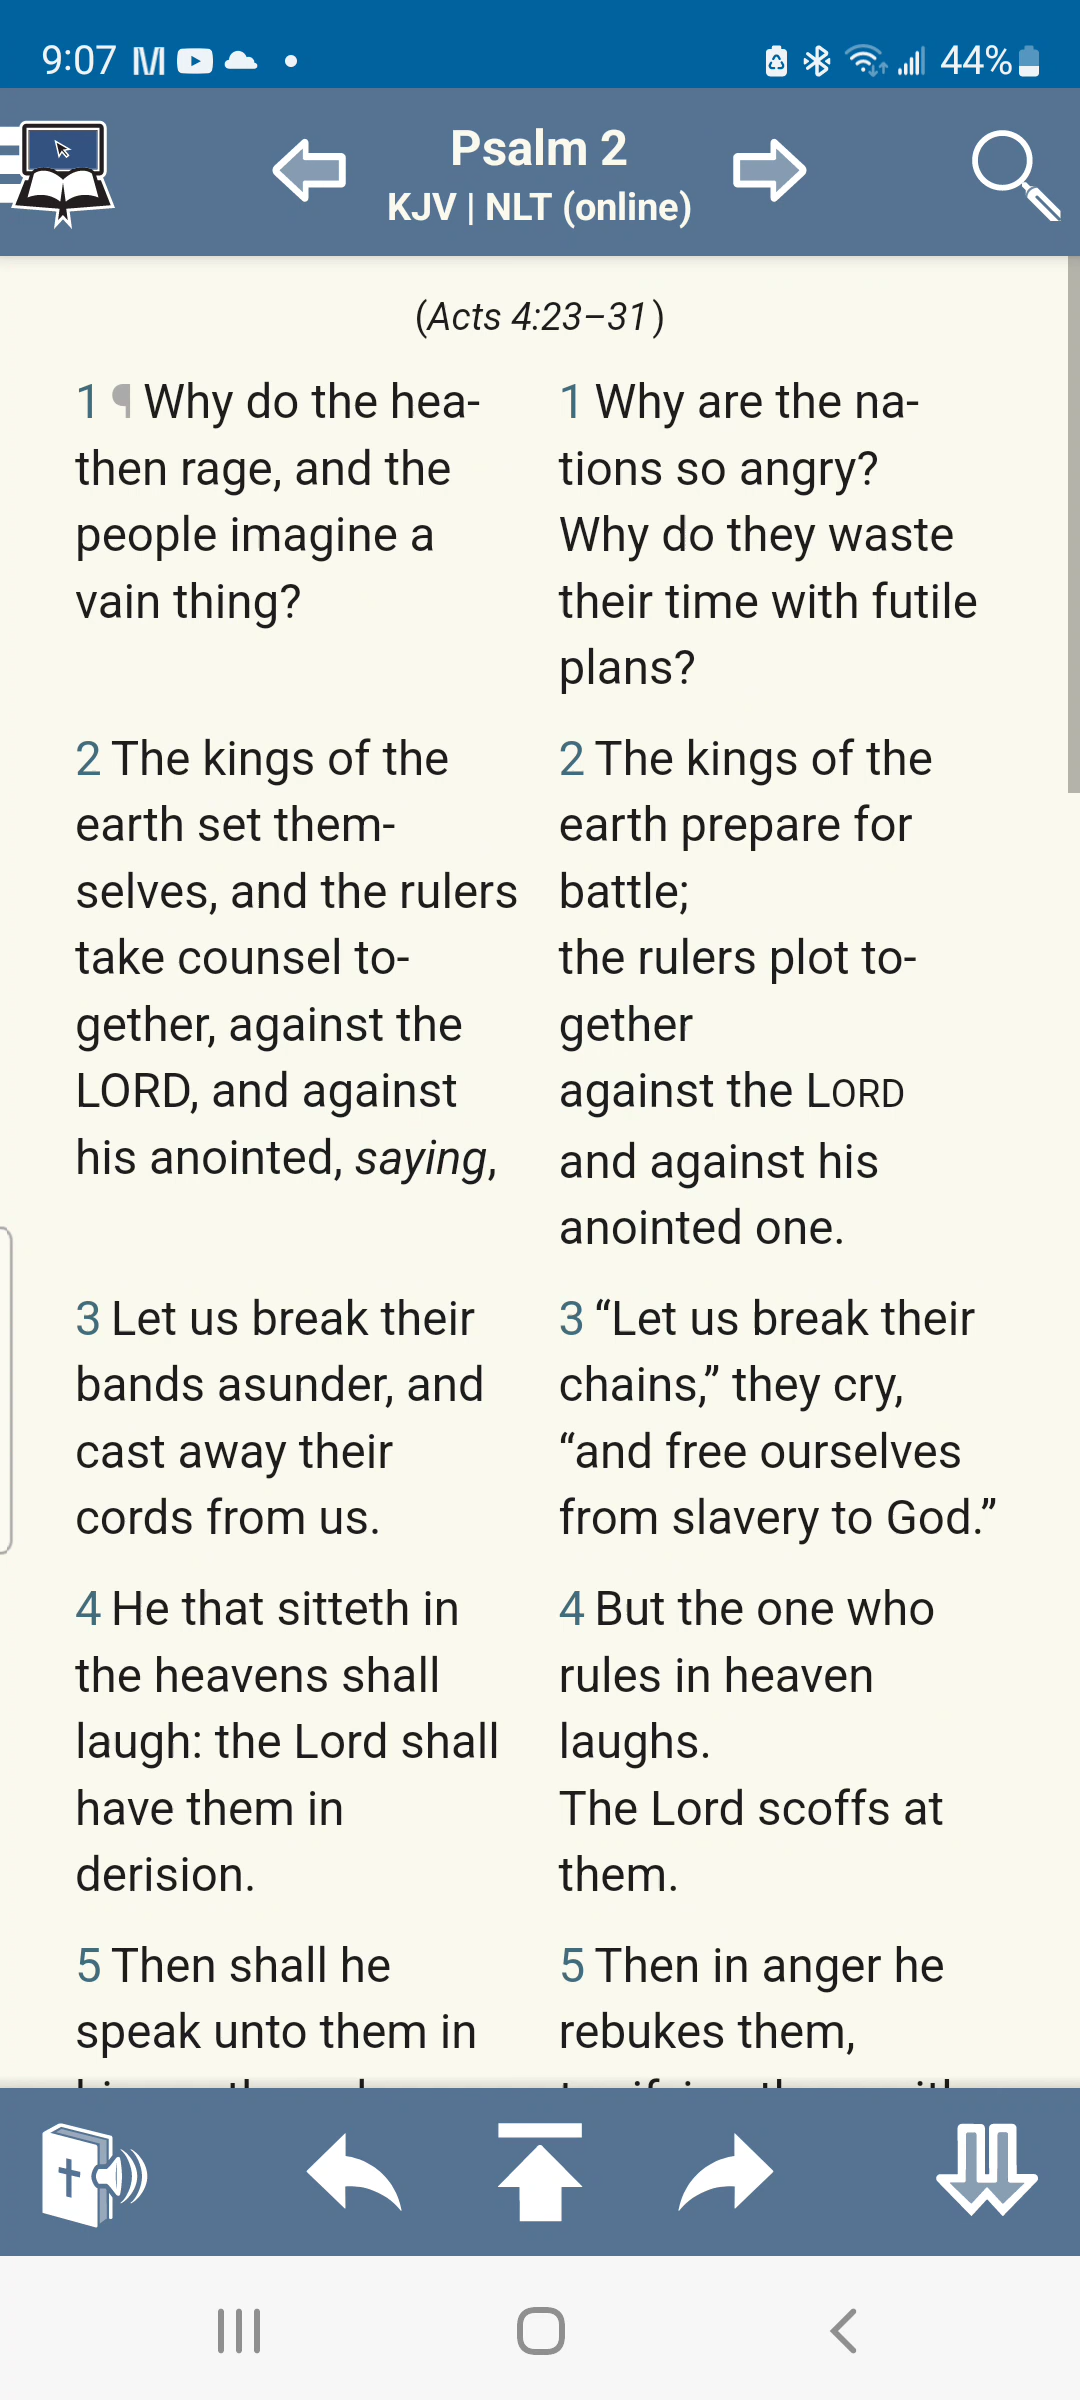 9:07
44%
Psalm 2
KJV | NLT (online)
(Acts 4:23–31)
1 ¶ Why do the hea-
then rage, and the
people imagine a
vain thing?
2 The kings of the
earth set them-
selves, and the rulers
take counsel to-
gether, against the
LORD, and against
his anointed, saying,
3 Let us break their
bands asunder, and
cast away their
cords from us.
4 He that sitteth in
the heavens shall
laugh: the Lord shall
have them in
derision.
5 Then shall he
speak unto them in
1 Why are the na-
tions so angry?
Why do they waste
their time with futile
plans?
2 The kings of the
earth prepare for
battle;
the rulers plot to-
gether
against the LORD
and against his
anointed one.
3 “Let us break their
chains,” they cry,
“and free ourselves
from slavery to God.”
4 But the one who
rules in heaven
laughs.
The Lord scoffs at
them.
5 Then in anger he
rebukes them,